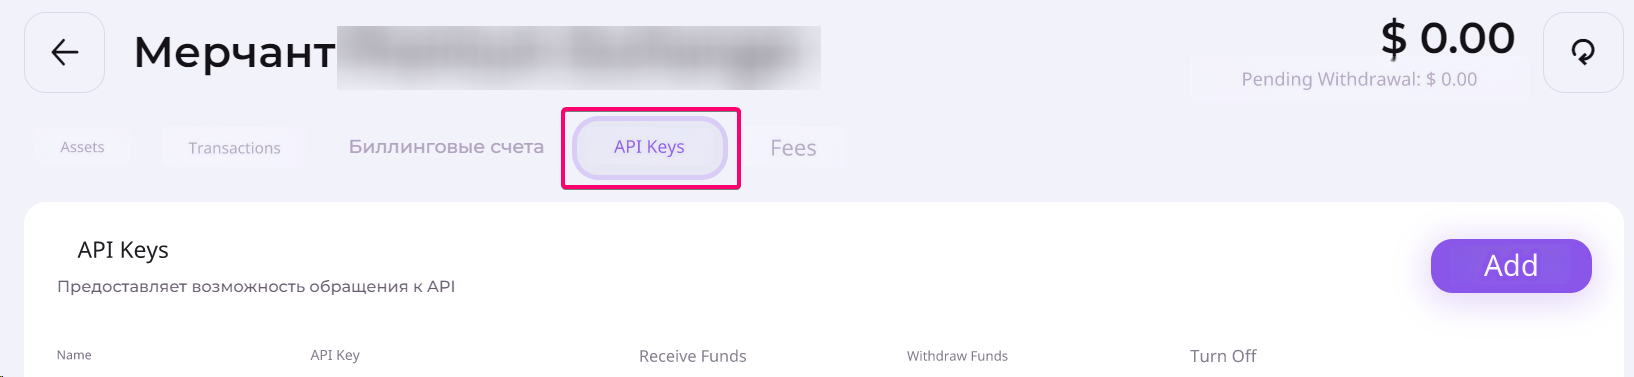 Мерчант
$ 0.00
Pending Withdrawal: $ 0.00
Assets Transactions Биллинговые счета API Keys Fees
API Keys
Add
Предоставляет возможность обращения к API
Name API Key Receive Funds Withdraw Funds Turn Off